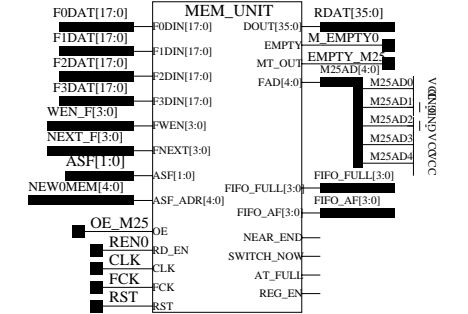 MEM_UNIT
F0DAT[17:0]
F0DIN[17:0]
F1DAT[17:0]
F1DIN[17:0]
F2DAT[17:0]
F2DIN[17:0]
F3DAT[17:0]
F3DIN[17:0]
WEN_F[3:0]
FWEN[3:0]
NEXT_F[3:0]
FNEXT[3:0]
ASF[1:0]
ASF[1:0]
NEW0MEM[4:0]
ASF_ADR[4:0]
OE_M25
OE
REN0
RD_EN
CLK
CLK
FCK
FCK
RST
RST
RDAT[35:0]
DOUT[35:0]
M_EMPTY0
EMPTY
EMPTY_M25
MT_OUT
M25AD[4:0]
FAD[4:0]
M25AD0
M25AD1
M25AD2
M25AD3
M25AD4
FIFO_FULL[3:0]
FIFO_FULL[3:0]
FIFO_AF[3:0]
FIFO_AF[3:0]
NEAR_END
SWITCH_NOW
AT_FULL
REG_EN